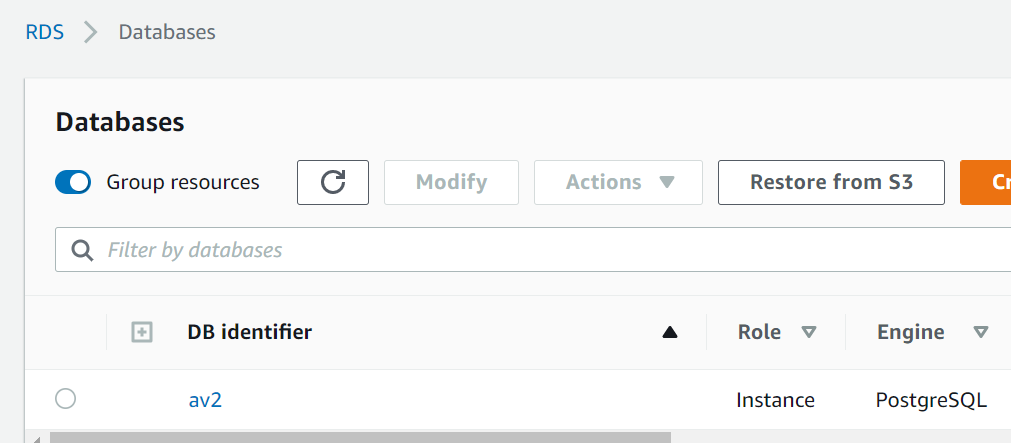 RDS Databases
Databases
Group resources Modify Actions Restore from S3 Cr
Filter by databases
DB identifier Role Engine
av2 Instance PostgreSQL